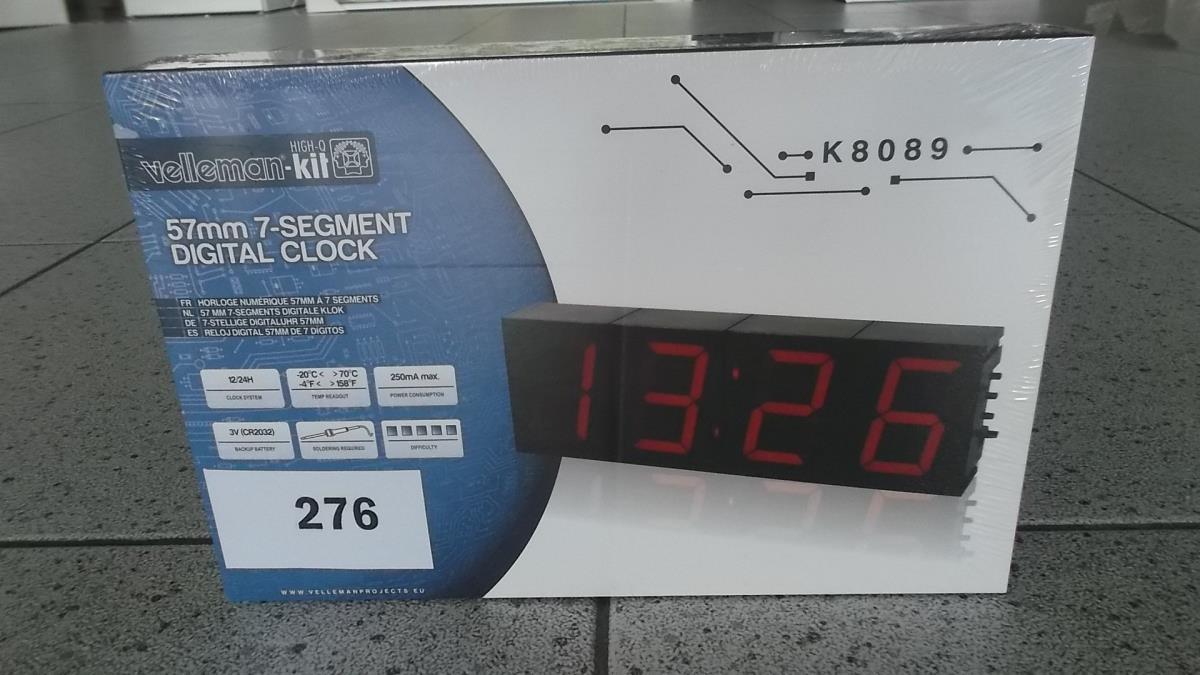 HIGH-Q
velleman-kit
K8089
57mm 7-SEGMENT
DIGITAL CLOCK
FR HORLOGE NUMÉRIQUE 57MM À 7 SEGMENTS
NL 57 MM 7-SEGMENTS DIGITALE KLOK
DE 7-STELLIGE DIGITALUHR 57MM
ES RELOJ DIGITAL 57MM DE 7 DÍGITOS
13:26
12/24H
CLOCK SYSTEM
-20°C < > 70°C
-4°F < > 158°F
TEMP READOUT
250mA max.
POWER CONSUMPTION
3V (CR2032)
BACKUP BATTERY
SOLDERING REQUIRED
DIFFICULTY
276
WWW.VELLEMANPROJECTS.EU